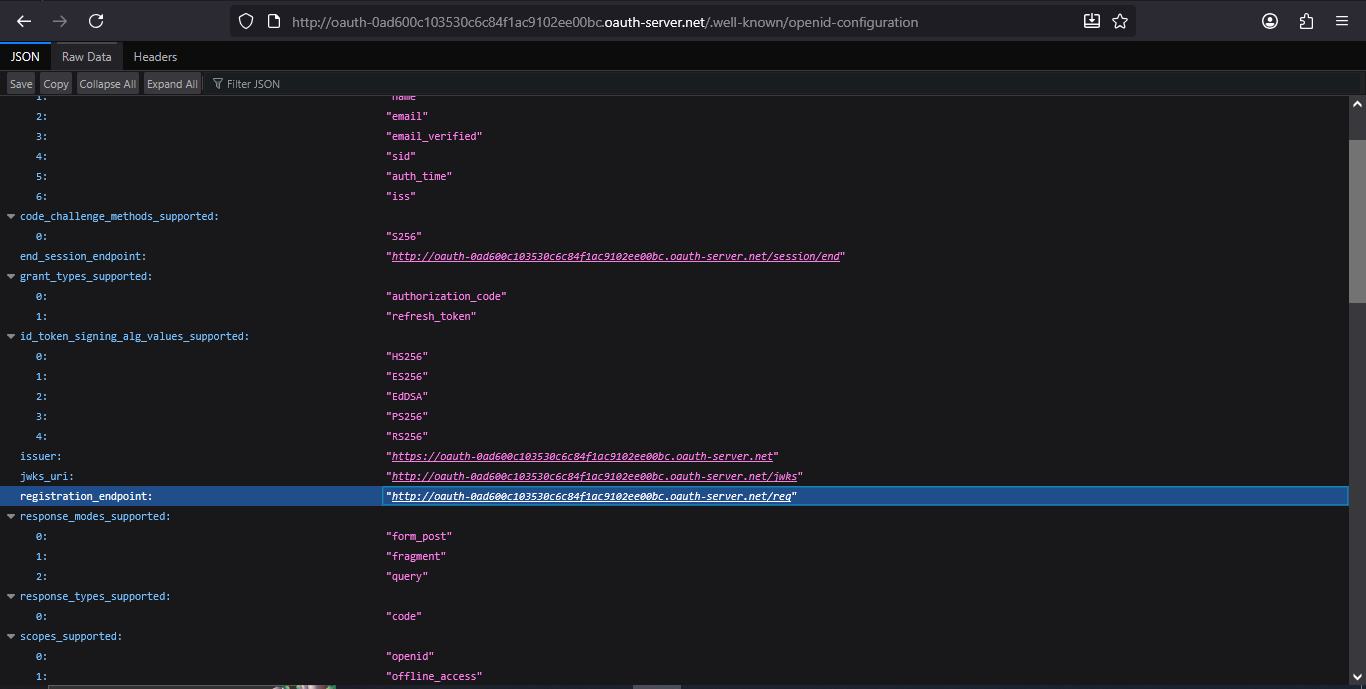 http://oauth-0ad600c103530c6c84f1ac9102ee00bc.oauth-server.net/.well-known/openid-configuration
JSON Raw Data Headers
Save Copy Collapse All Expand All Filter JSON
1: "name"
2: "email"
3: "email_verified"
4: "sid"
5: "auth_time"
6: "iss"
code_challenge_methods_supported:
0: "S256"
end_session_endpoint: "http://oauth-0ad600c103530c6c84f1ac9102ee00bc.oauth-server.net/session/end"
grant_types_supported:
0: "authorization_code"
1: "refresh_token"
id_token_signing_alg_values_supported:
0: "HS256"
1: "ES256"
2: "EdDSA"
3: "PS256"
4: "RS256"
issuer: "https://oauth-0ad600c103530c6c84f1ac9102ee00bc.oauth-server.net"
jwks_uri: "http://oauth-0ad600c103530c6c84f1ac9102ee00bc.oauth-server.net/jwks"
registration_endpoint: "http://oauth-0ad600c103530c6c84f1ac9102ee00bc.oauth-server.net/reg"
response_modes_supported:
0: "form_post"
1: "fragment"
2: "query"
response_types_supported:
0: "code"
scopes_supported:
0: "openid"
1: "offline_access"